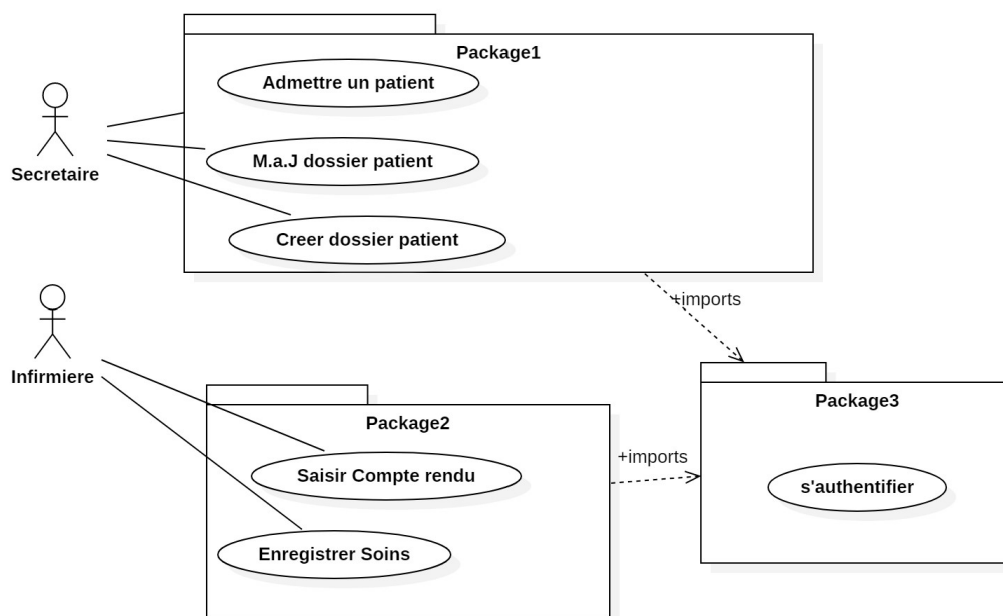 Package1
Admettre un patient
M.a.J dossier patient
Secretaire
Creer dossier patient
+imports
Infirmiere
Package3
Package2
+imports
Saisir Compte rendu
s'authentifier
Enregistrer Soins